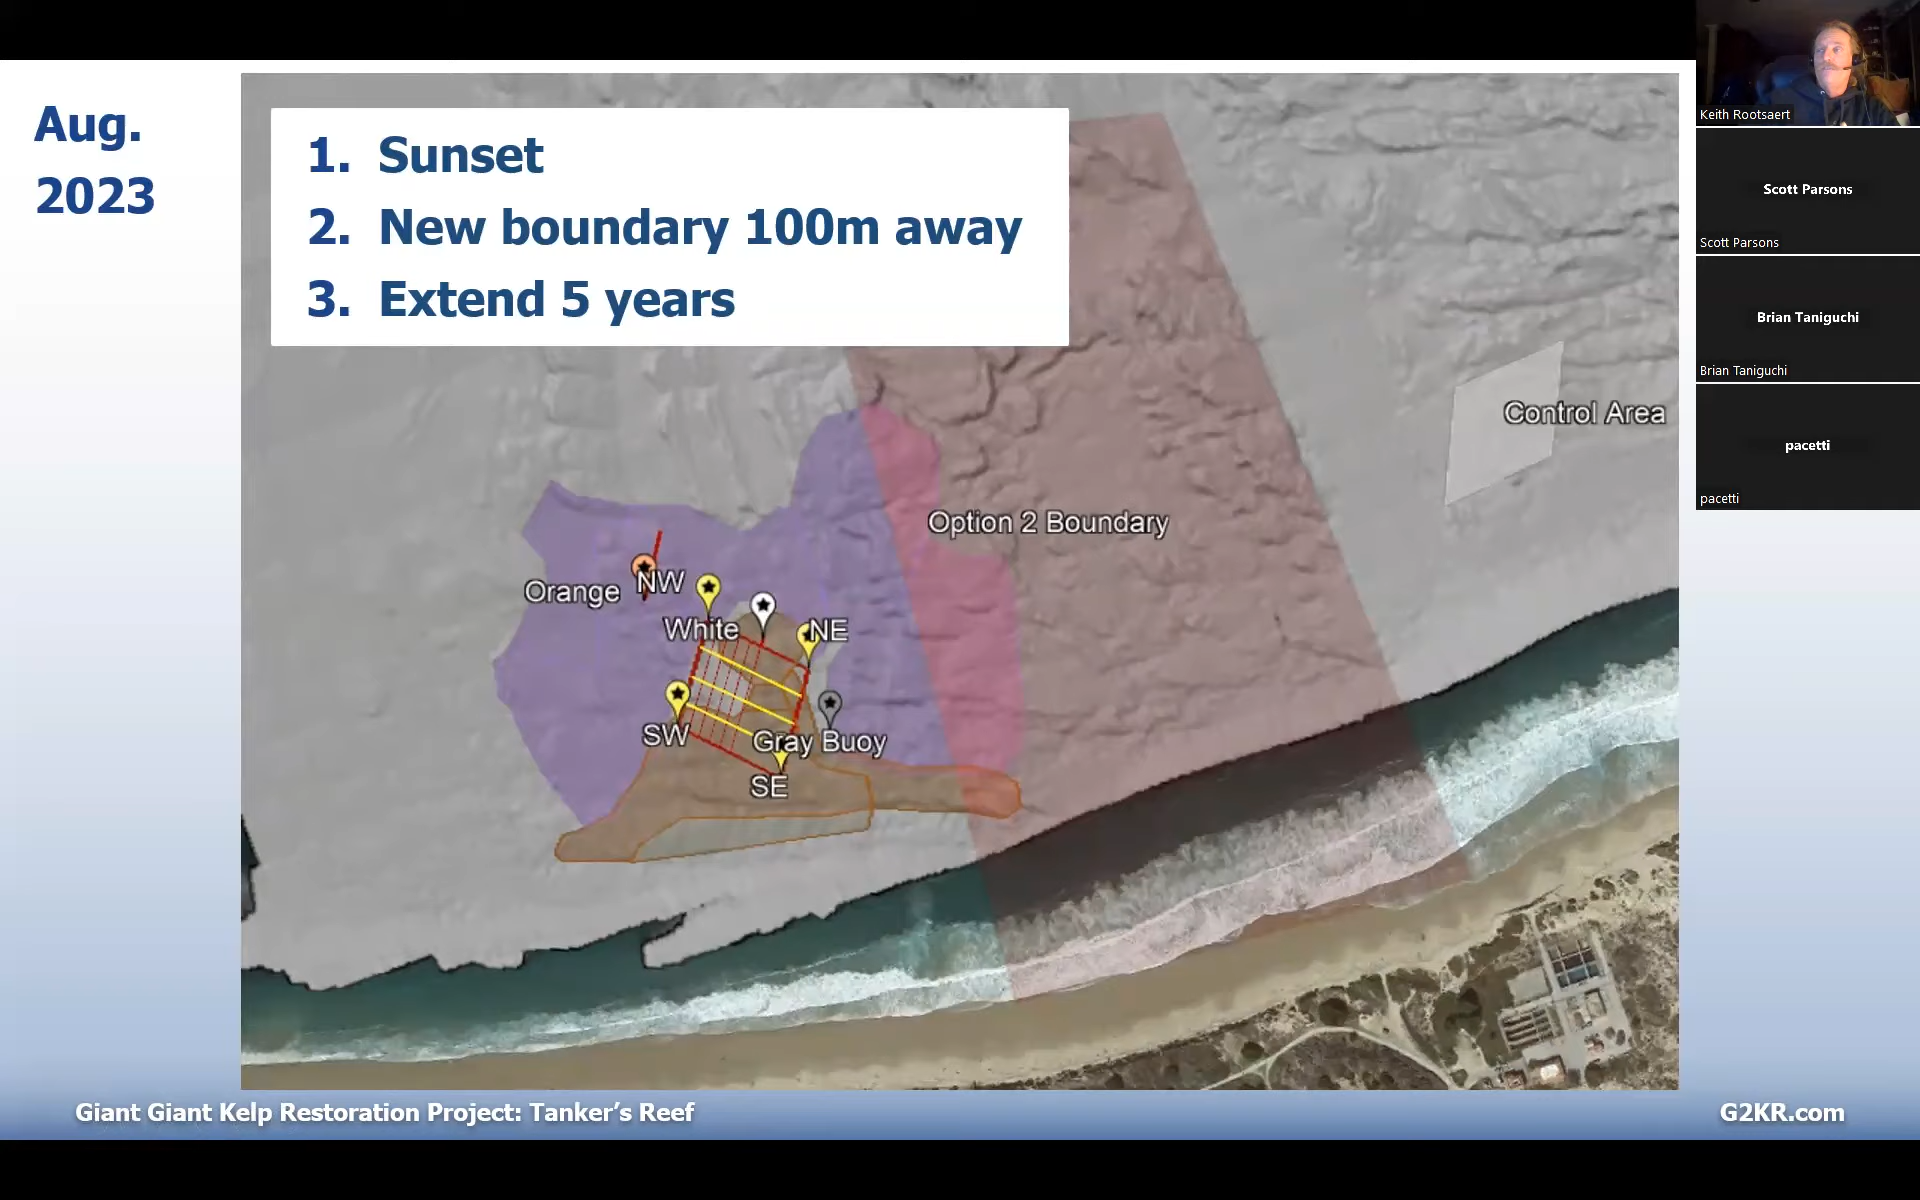 Aug.
2023
1. Sunset
2. New boundary 100m away
3. Extend 5 years
Control Area
Option 2 Boundary
Orange
NW
White
NE
SW
Gray Buoy
SE
Giant Giant Kelp Restoration Project: Tanker's Reef
G2KR.com
Keith Rootsaert
Scott Parsons
Scott Parsons
Brian Taniguchi
Brian Taniguchi
pacetti
pacetti